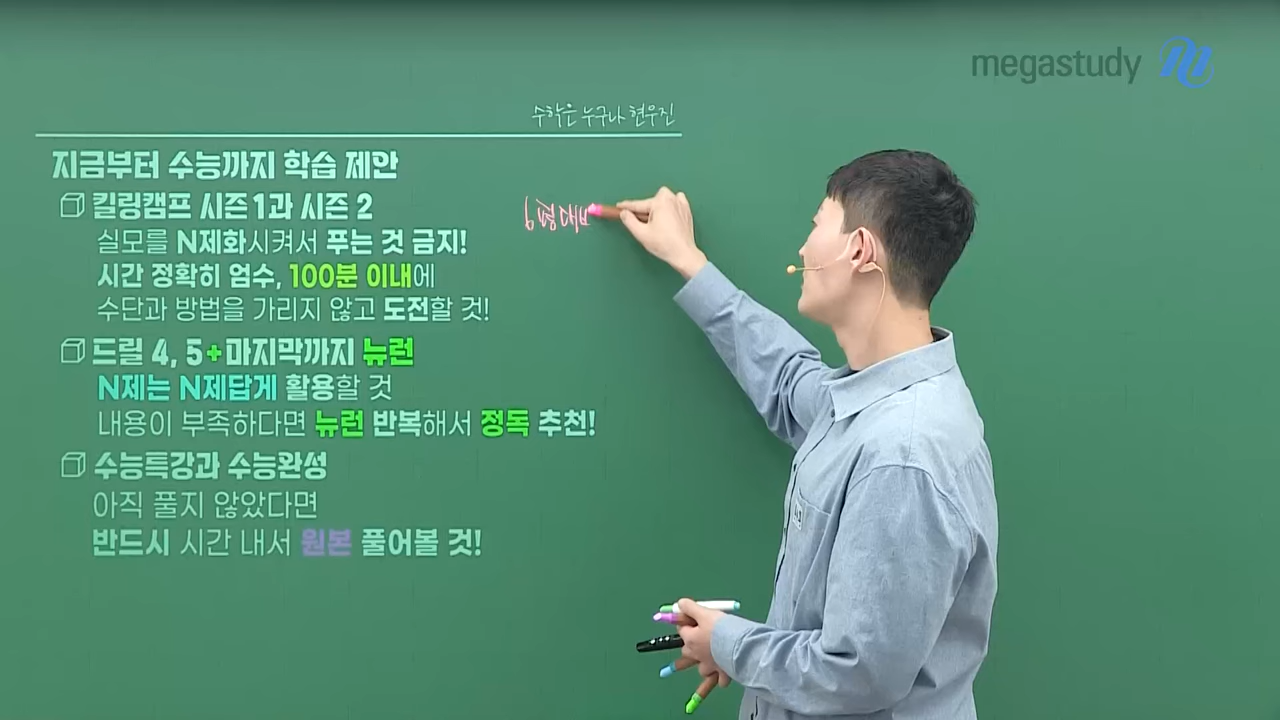 megastudy
수학은 누구나 현우진
지금부터 수능까지 학습 제안
킬링캠프 시즌 1과 시즌 2
실모를 N제화시켜서 푸는 것 금지!
시간 정확히 엄수, 100분 이내에
수단과 방법을 가리지 않고 도전할 것!
드릴 4, 5+마지막까지 뉴런
N제는 N제답게 활용할 것
내용이 부족하다면 뉴런 반복해서 정독 추천!
수능특강과 수능완성
아직 풀지 않았다면
반드시 시간 내서 원본 풀어볼 것!
6평대비